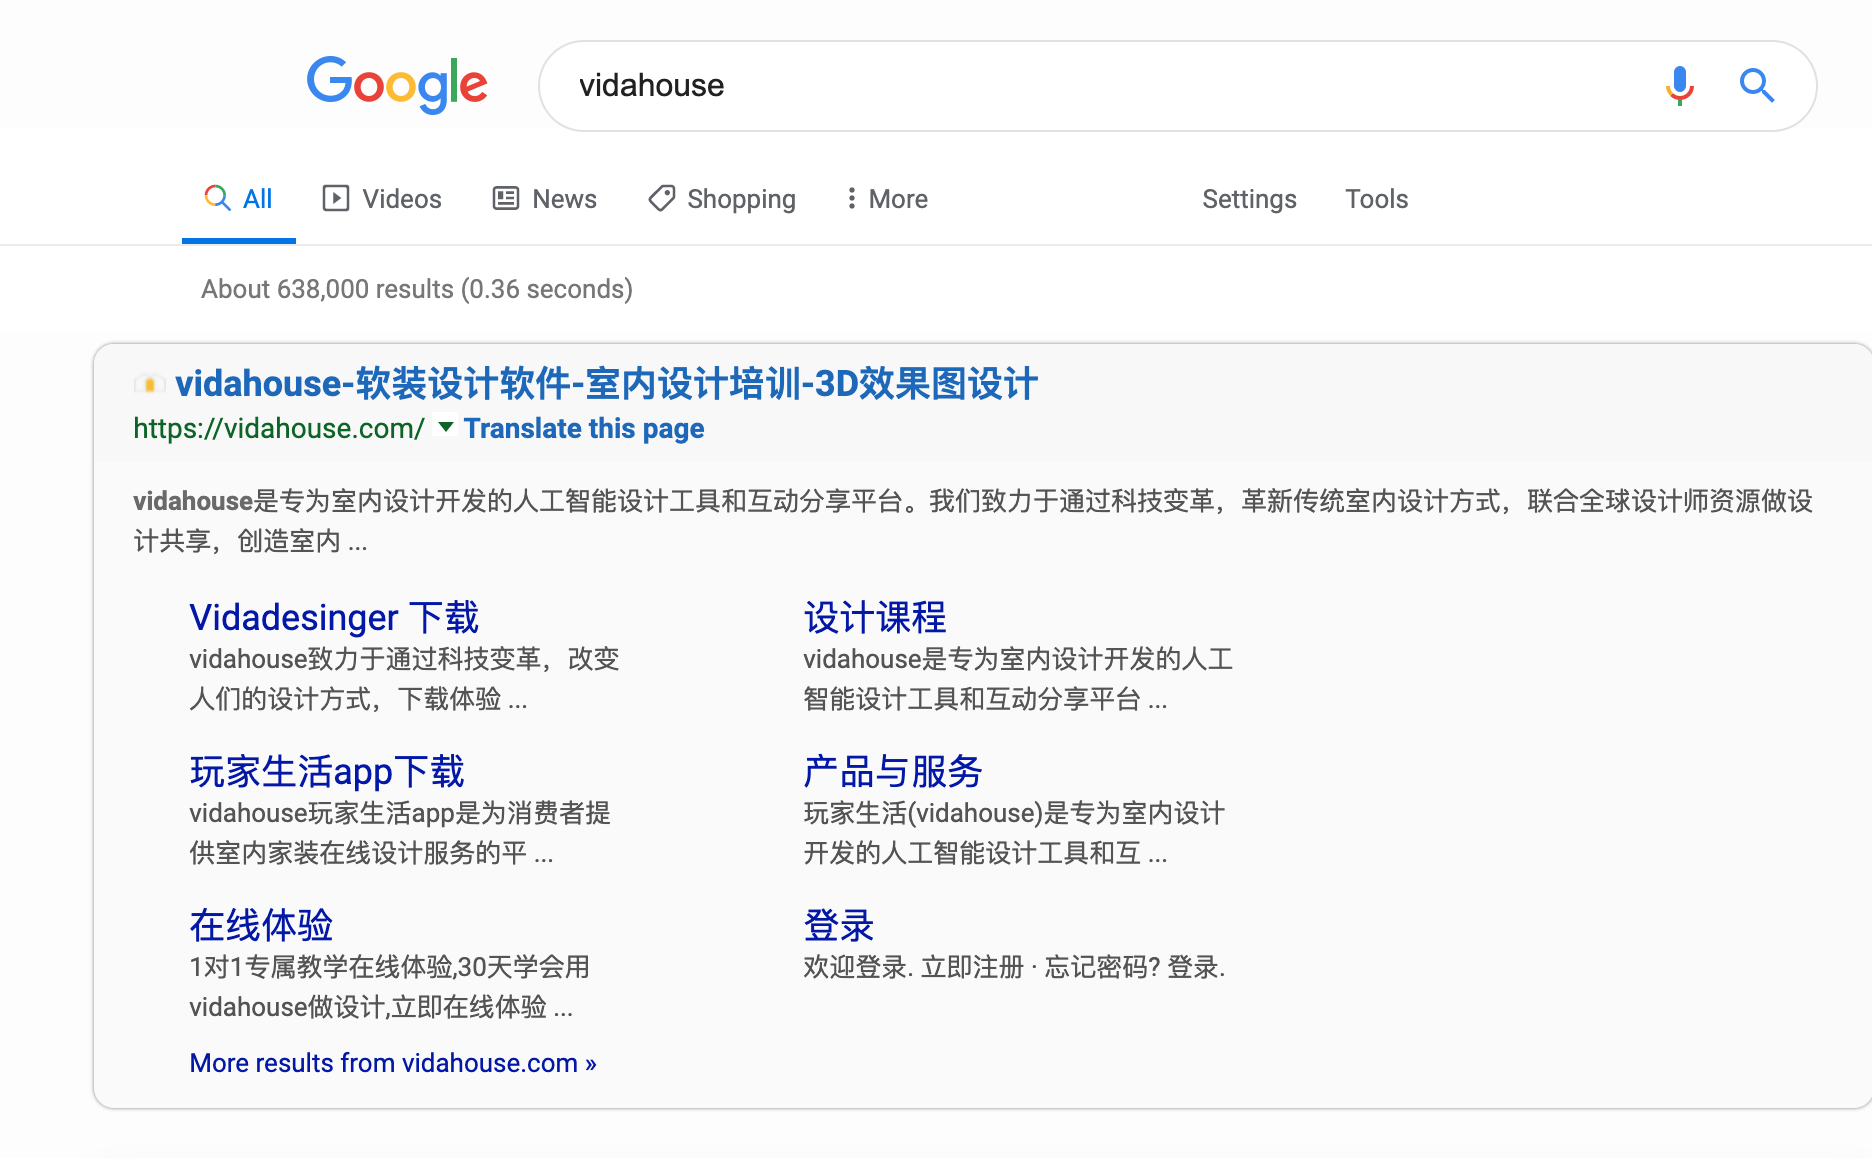 Google
vidahouse
All Videos News Shopping More Settings Tools
About 638,000 results (0.36 seconds)
vidahouse-软装设计软件-室内设计培训-3D效果图设计
https://vidahouse.com/ Translate this page
vidahouse是专为室内设计开发的人工智能设计工具和互动分享平台。我们致力于通过科技变革，革新传统室内设计方式，联合全球设计师资源做设
计共享，创造室内 ...
Vidadesinger 下载
vidahouse致力于通过科技变革，改变
人们的设计方式，下载体验 ...
设计课程
vidahouse是专为室内设计开发的人工
智能设计工具和互动分享平台 ...
玩家生活app下载
vidahouse玩家生活app是为消费者提
供室内家装在线设计服务的平 ...
产品与服务
玩家生活(vidahouse)是专为室内设计
开发的人工智能设计工具和互 ...
在线体验
1对1专属教学在线体验,30天学会用
vidahouse做设计,立即在线体验 ...
登录
欢迎登录. 立即注册 · 忘记密码? 登录.
More results from vidahouse.com »